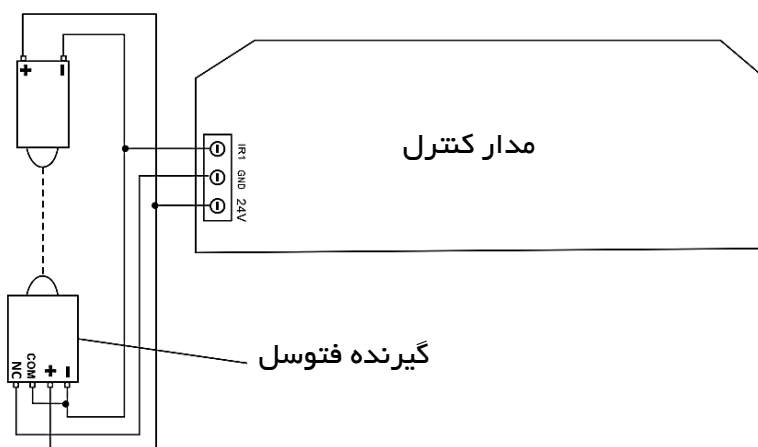 + −
مدار کنترل
IR1
GND
24V
گیرنده فتوسل
NC COM + −